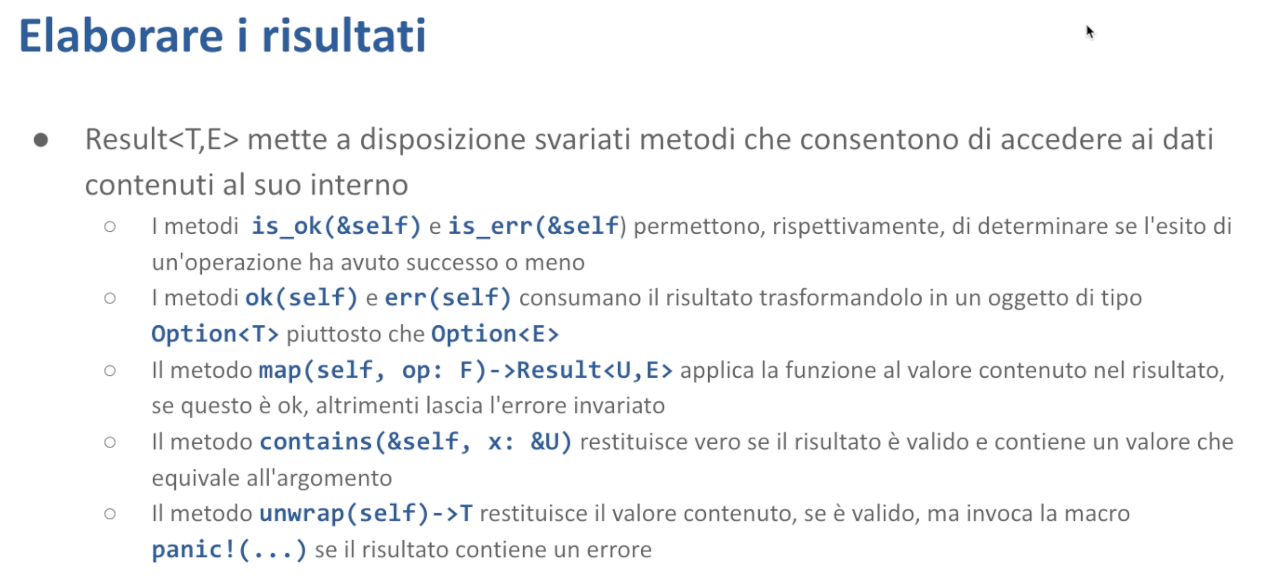 Elaborare i risultati
● Result<T,E> mette a disposizione svariati metodi che consentono di accedere ai dati
contenuti al suo interno
○ I metodi is_ok(&self) e is_err(&self) permettono, rispettivamente, di determinare se l'esito di
un'operazione ha avuto successo o meno
○ I metodi ok(self) e err(self) consumano il risultato trasformandolo in un oggetto di tipo
Option<T> piuttosto che Option<E>
○ Il metodo map(self, op: F)->Result<U,E> applica la funzione al valore contenuto nel risultato,
se questo è ok, altrimenti lascia l'errore invariato
○ Il metodo contains(&self, x: &U) restituisce vero se il risultato è valido e contiene un valore che
equivale all'argomento
○ Il metodo unwrap(self)->T restituisce il valore contenuto, se è valido, ma invoca la macro
panic!(...) se il risultato contiene un errore